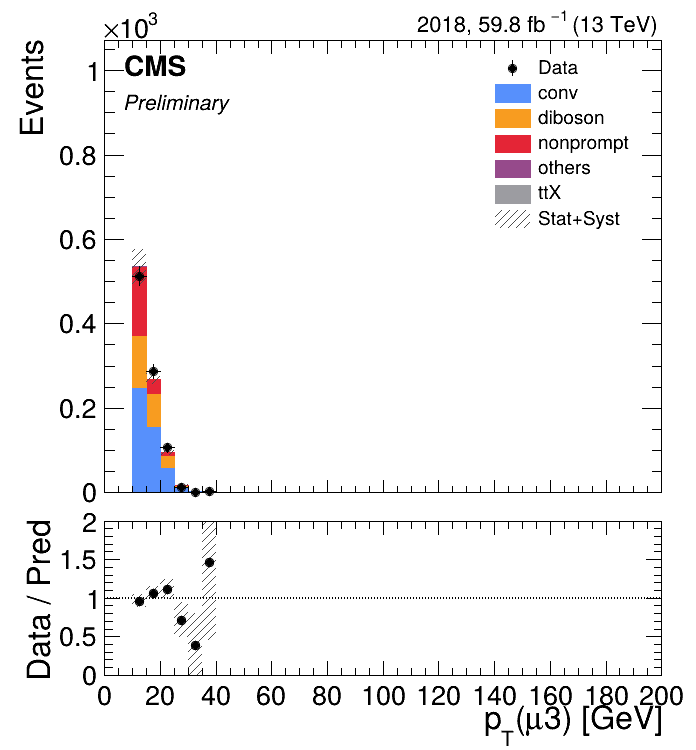 ×10³
2018, 59.8 fb⁻¹ (13 TeV)
Events
CMS
Preliminary
Data
conv
diboson
nonprompt
others
ttX
Stat+Syst
1
0.8
0.6
0.4
0.2
0
Data / Pred
2
1.5
1
0.5
0
0 20 40 60 80 100 120 140 160 180 200
p_T(μ3) [GeV]